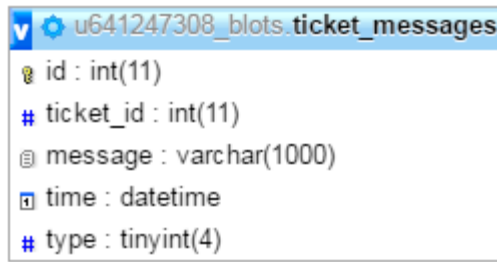 v u641247308_blots.ticket_messages
id : int(11)
# ticket_id : int(11)
message : varchar(1000)
time : datetime
# type : tinyint(4)